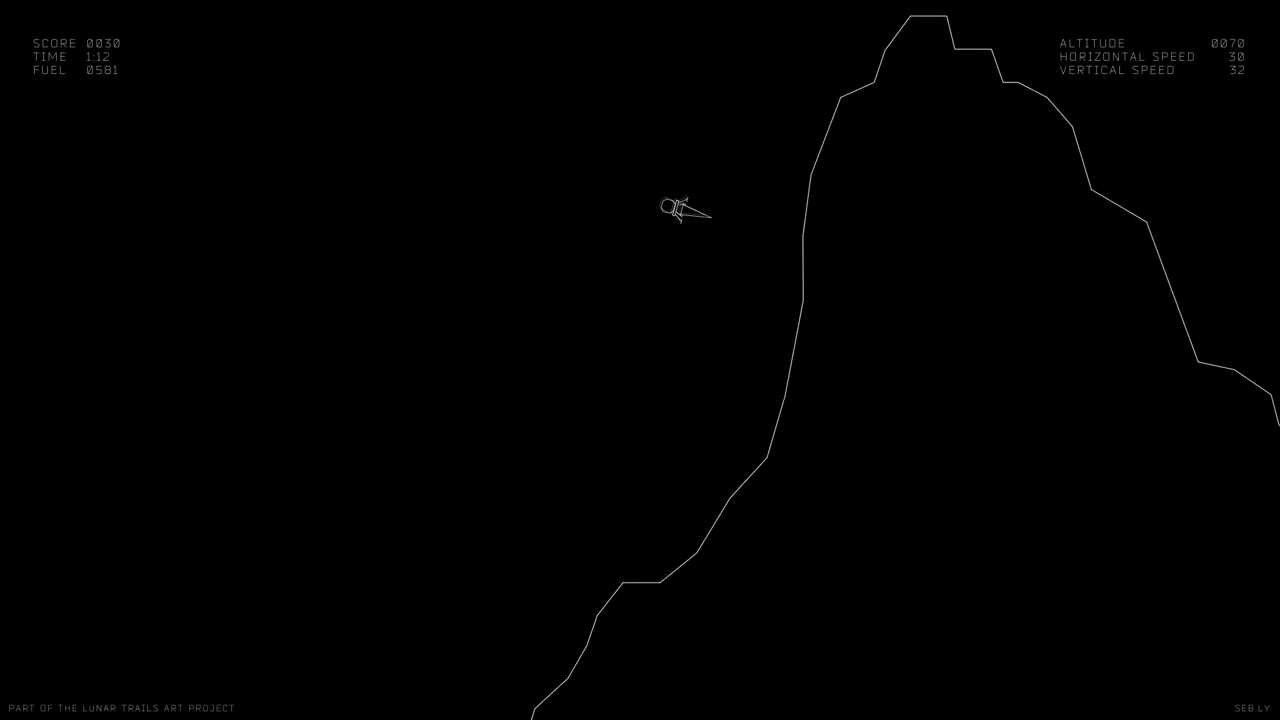 SCORE 0030
TIME 1:12
FUEL 0581
ALTITUDE 0070
HORIZONTAL SPEED 30
VERTICAL SPEED 32
PART OF THE LUNAR TRAILS ART PROJECT
SEB.LY